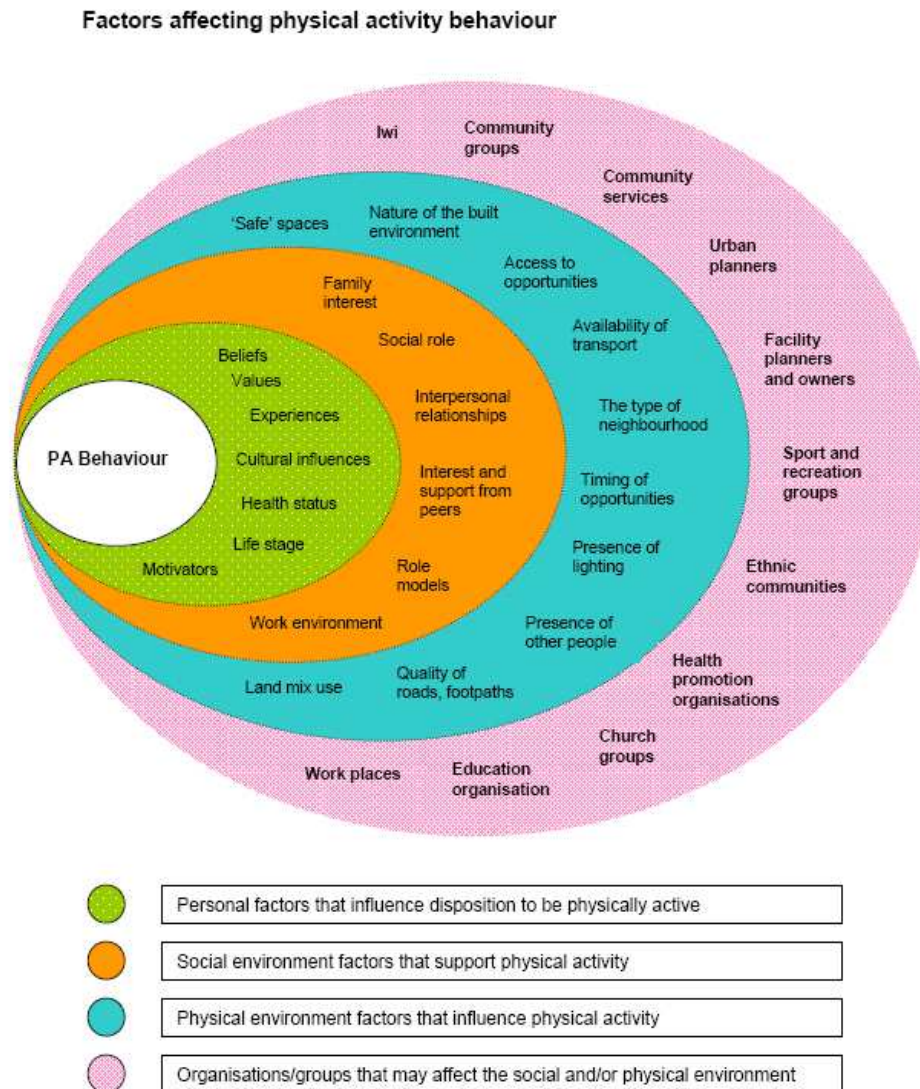 Factors affecting physical activity behaviour
Iwi
Community
groups
Community
services
Urban
planners
Facility
planners
and owners
Sport and
recreation
groups
Ethnic
communities
Health
promotion
organisations
Church
groups
Education
organisation
Work places
'Safe' spaces
Nature of the built
environment
Access to
opportunities
Availability of
transport
The type of
neighbourhood
Timing of
opportunities
Presence of
lighting
Presence of
other people
Quality of
roads, footpaths
Land mix use
Family
interest
Social role
Interpersonal
relationships
Interest and
support from
peers
Role
models
Work environment
Beliefs
Values
Experiences
Cultural influences
Health status
Life stage
Motivators
PA Behaviour
Personal factors that influence disposition to be physically active
Social environment factors that support physical activity
Physical environment factors that influence physical activity
Organisations/groups that may affect the social and/or physical environment